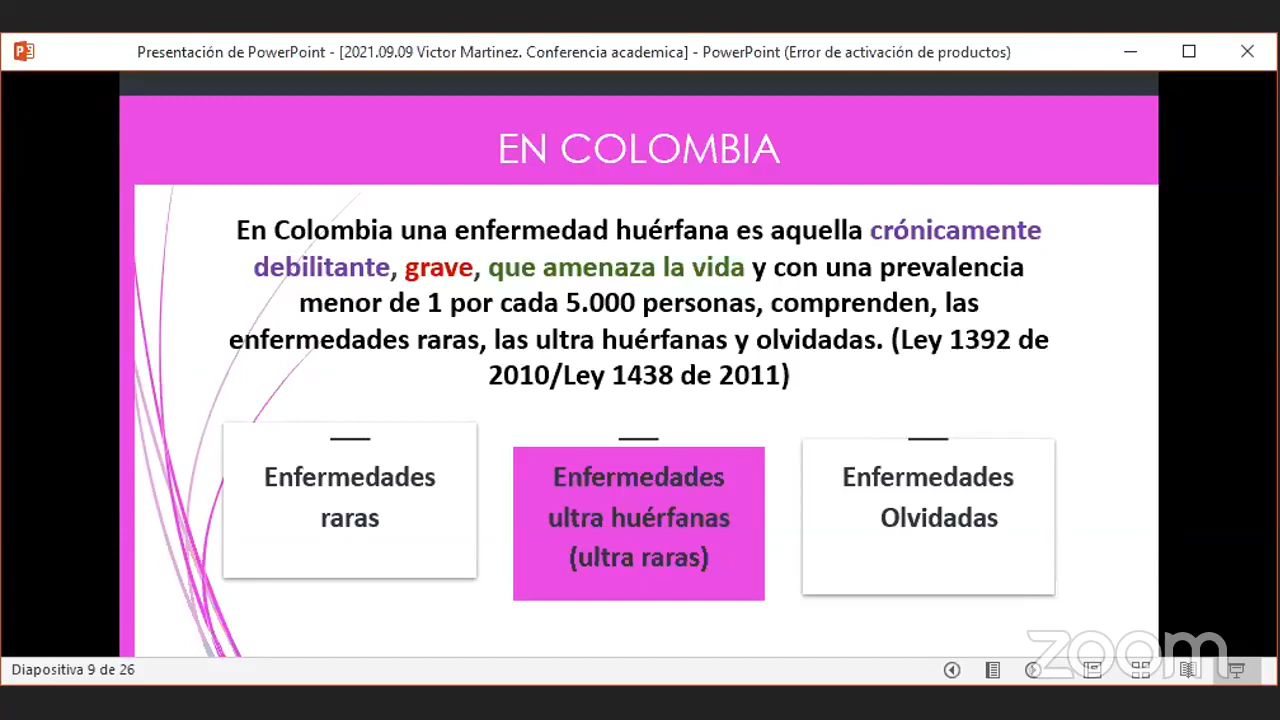 Presentación de PowerPoint - [2021.09.09 Victor Martinez. Conferencia academica] - PowerPoint (Error de activación de productos)
EN COLOMBIA
En Colombia una enfermedad huérfana es aquella crónicamente
debilitante, grave, que amenaza la vida y con una prevalencia
menor de 1 por cada 5.000 personas, comprenden, las
enfermedades raras, las ultra huérfanas y olvidadas. (Ley 1392 de
2010/Ley 1438 de 2011)
Enfermedades
raras
Enfermedades
ultra huérfanas
(ultra raras)
Enfermedades
Olvidadas
zoom
Diapositiva 9 de 26